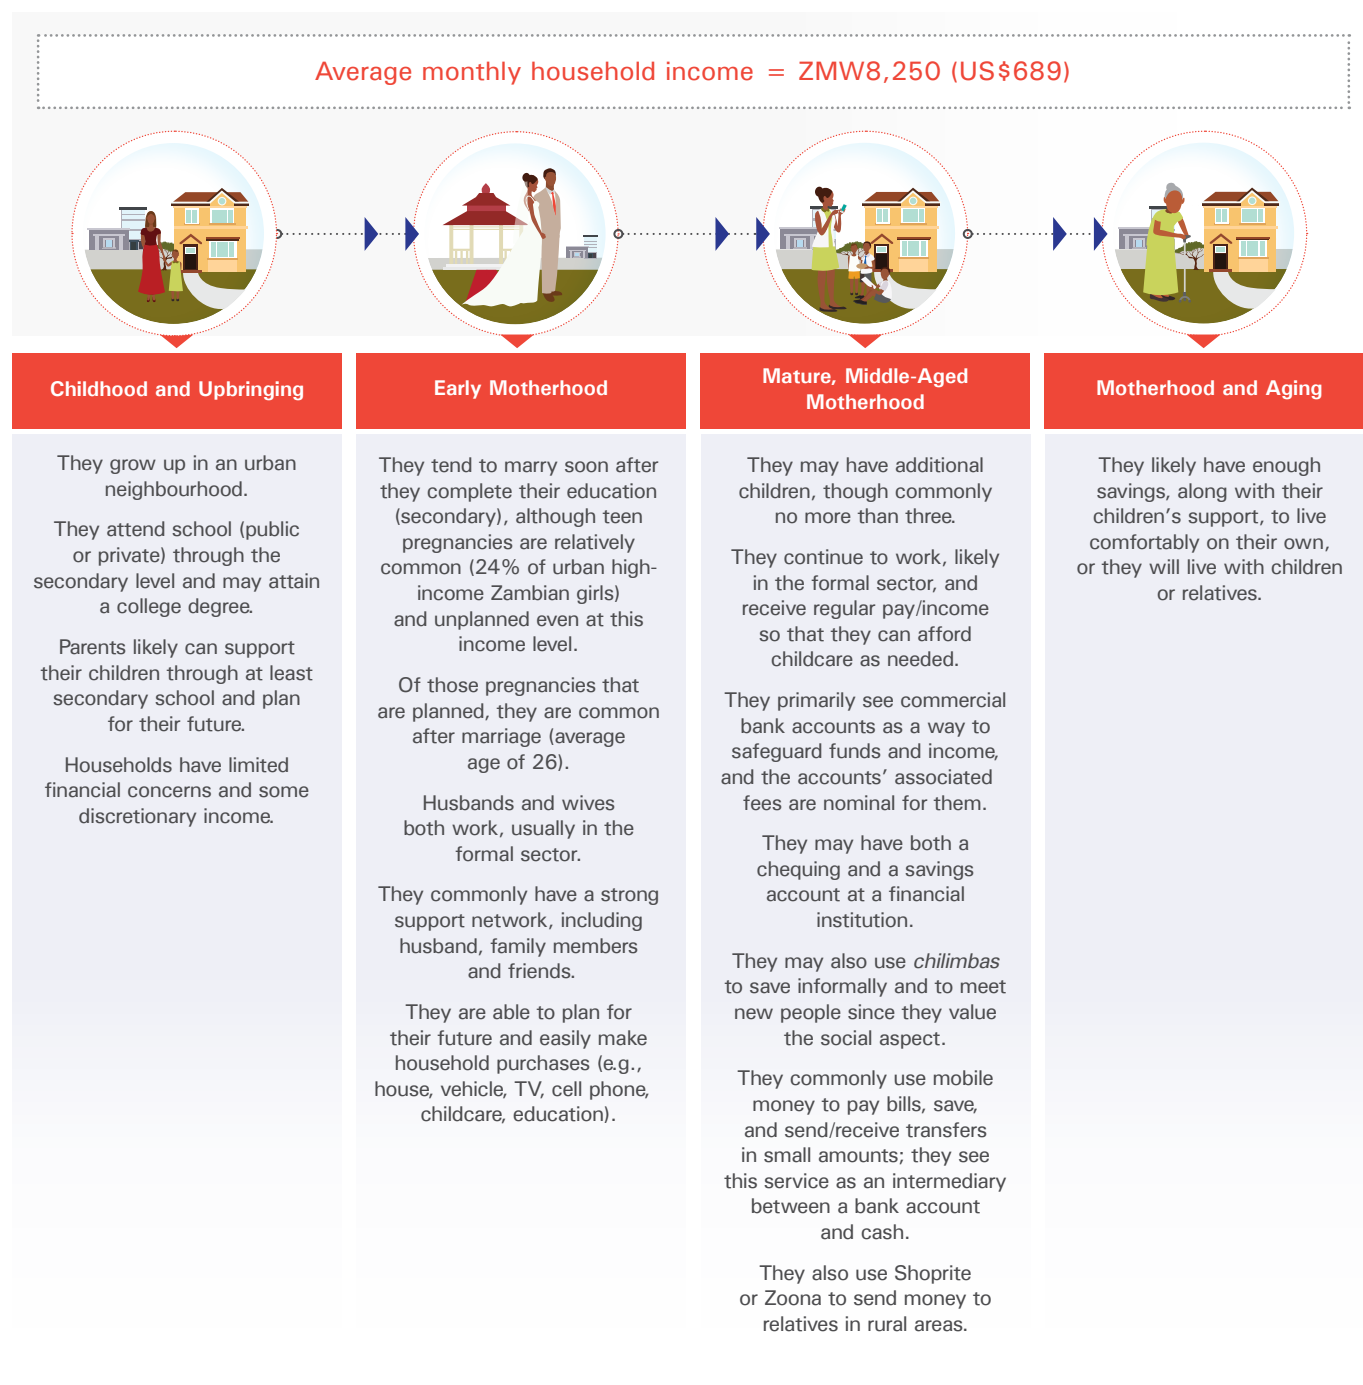 Average monthly household income = ZMW8,250 (US$689)
Childhood and Upbringing
They grow up in an urban
neighbourhood.
They attend school (public
or private) through the
secondary level and may attain
a college degree.
Parents likely can support
their children through at least
secondary school and plan
for their future.
Households have limited
financial concerns and some
discretionary income.
Early Motherhood
They tend to marry soon after
they complete their education
(secondary), although teen
pregnancies are relatively
common (24% of urban high-
income Zambian girls)
and unplanned even at this
income level.
Of those pregnancies that
are planned, they are common
after marriage (average
age of 26).
Husbands and wives
both work, usually in the
formal sector.
They commonly have a strong
support network, including
husband, family members
and friends.
They are able to plan for
their future and easily make
household purchases (e.g.,
house, vehicle, TV, cell phone,
childcare, education).
Mature, Middle-Aged
Motherhood
They may have additional
children, though commonly
no more than three.
They continue to work, likely
in the formal sector, and
receive regular pay/income
so that they can afford
childcare as needed.
They primarily see commercial
bank accounts as a way to
safeguard funds and income,
and the accounts’ associated
fees are nominal for them.
They may have both a
chequing and a savings
account at a financial
institution.
They may also use chilimbas
to save informally and to meet
new people since they value
the social aspect.
They commonly use mobile
money to pay bills, save,
and send/receive transfers
in small amounts; they see
this service as an intermediary
between a bank account
and cash.
They also use Shoprite
or Zoona to send money to
relatives in rural areas.
Motherhood and Aging
They likely have enough
savings, along with their
children’s support, to live
comfortably on their own,
or they will live with children
or relatives.